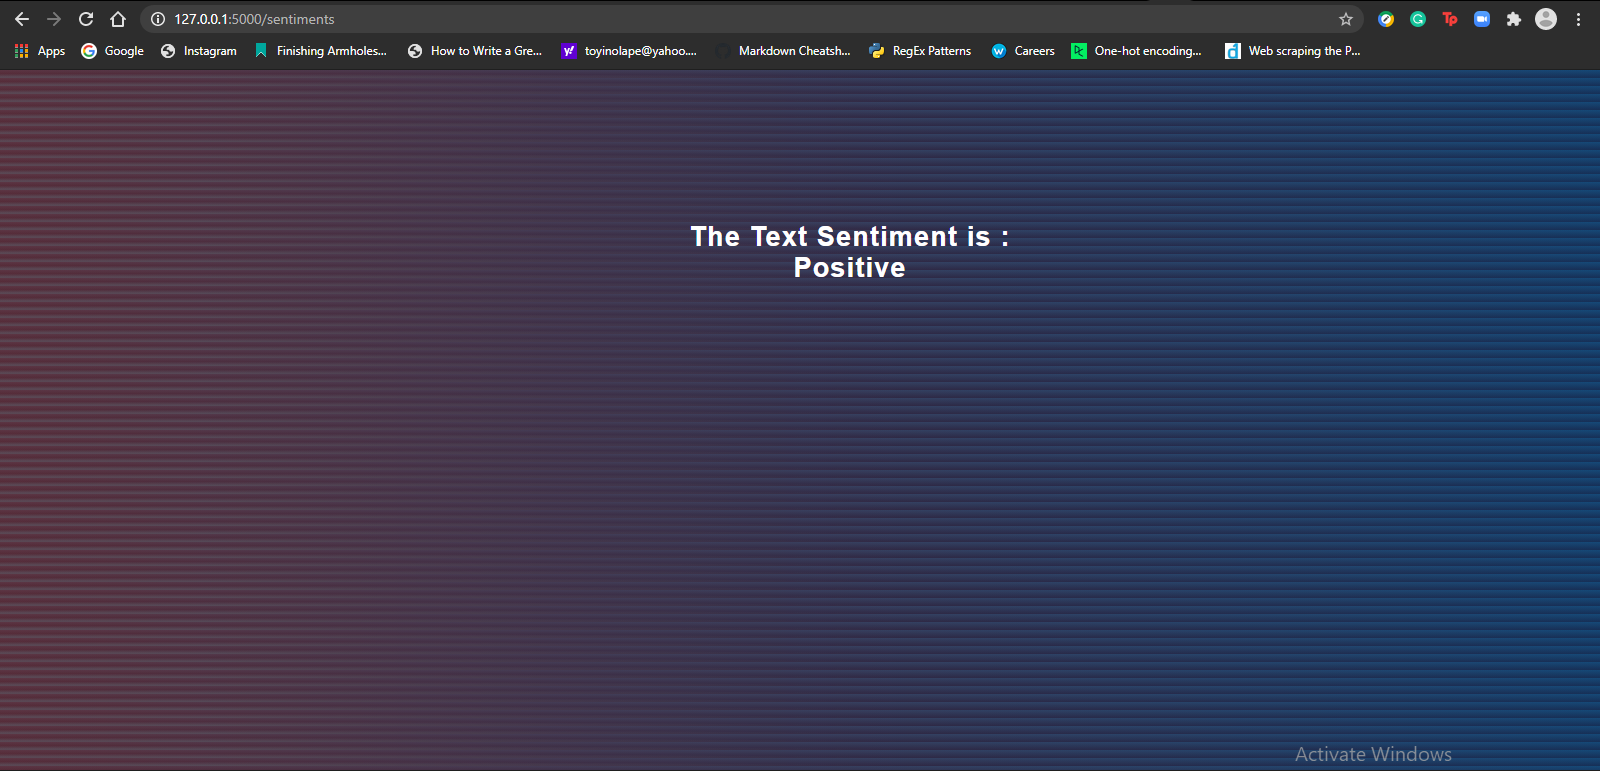 127.0.0.1:5000/sentiments
Apps
Google
Instagram
Finishing Armholes...
How to Write a Gre...
toyinolape@yahoo....
Markdown Cheatsh...
RegEx Patterns
Careers
One-hot encoding...
Web scraping the P...
The Text Sentiment is :
Positive
Activate Windows